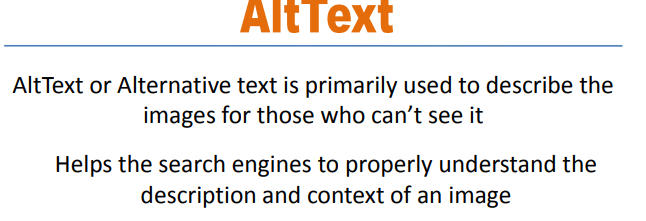 AltText
AltText or Alternative text is primarily used to describe the
images for those who can’t see it
Helps the search engines to properly understand the
description and context of an image